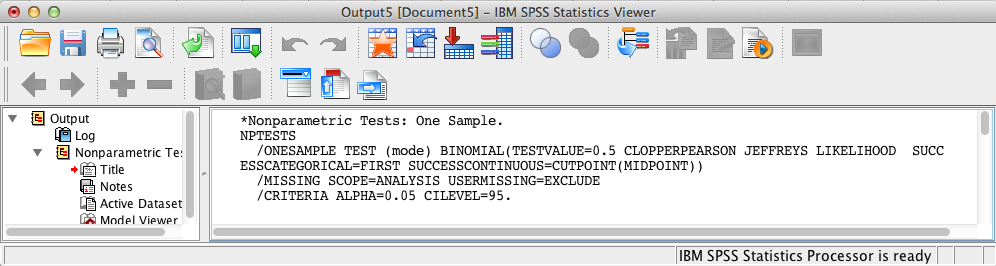 Output5 [Document5] – IBM SPSS Statistics Viewer
Output
Log
Nonparametric Te:
Title
Notes
Active Dataset
Model Viewer
*Nonparametric Tests: One Sample.
NPTESTS
/ONESAMPLE TEST (mode) BINOMIAL(TESTVALUE=0.5 CLOPPERPEARSON JEFFREYS LIKELIHOOD  SUCC
ESSCATEGORICAL=FIRST SUCCESSCONTINUOUS=CUTPOINT(MIDPOINT))
/MISSING SCOPE=ANALYSIS USERMISSING=EXCLUDE
/CRITERIA ALPHA=0.05 CILEVEL=95.
IBM SPSS Statistics Processor is ready